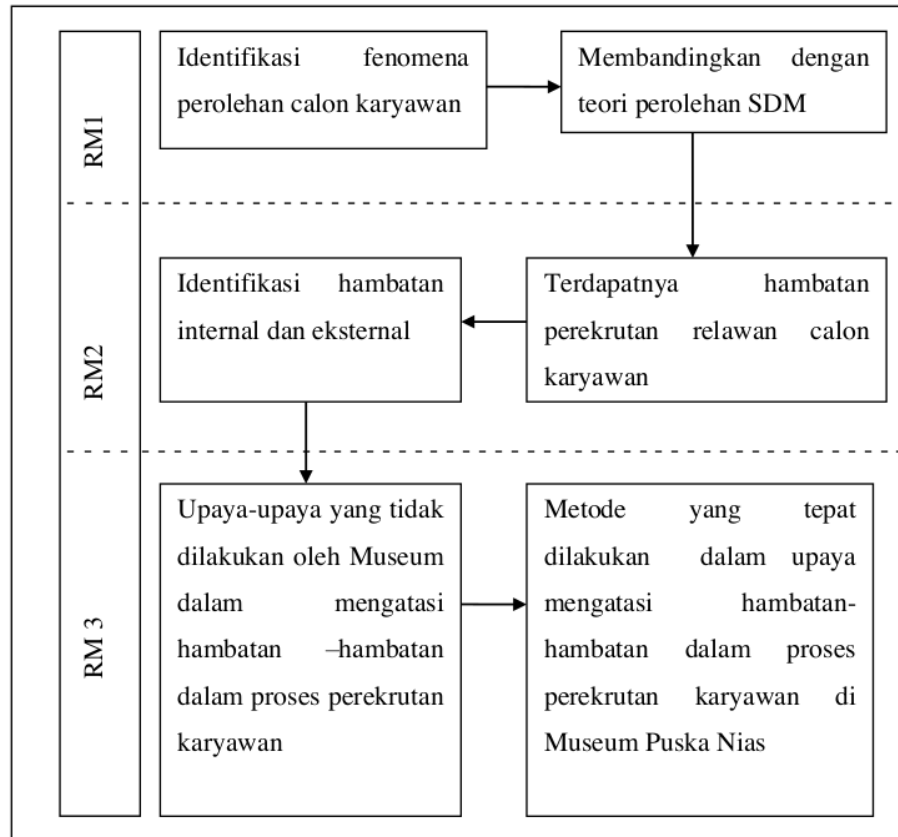 RM1
Identifikasi fenomena
perolehan calon karyawan
Membandingkan dengan
teori perolehan SDM
RM2
Terdapatnya hambatan
perekrutan relawan calon
karyawan
Identifikasi hambatan
internal dan eksternal
RM 3
Upaya-upaya yang tidak
dilakukan oleh Museum
dalam mengatasi
hambatan –hambatan
dalam proses perekrutan
karyawan
Metode yang tepat
dilakukan dalam upaya
mengatasi hambatan-
hambatan dalam proses
perekrutan karyawan di
Museum Puska Nias